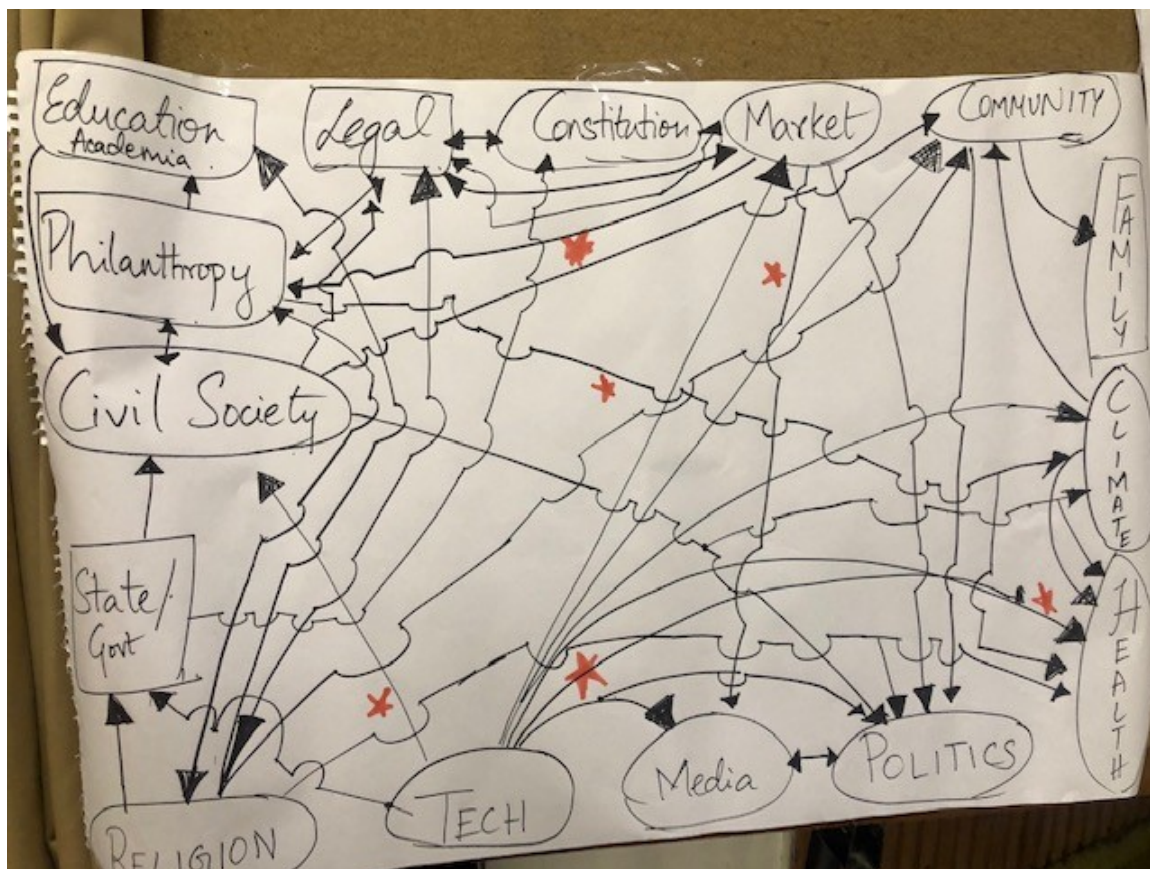 Education
Academia
Legal
Constitution
Market
COMMUNITY
FAMILY
Philanthropy
Civil Society
CLIMATE
State/
Govt
HEALTH
RELIGION
TECH
Media
POLITICS